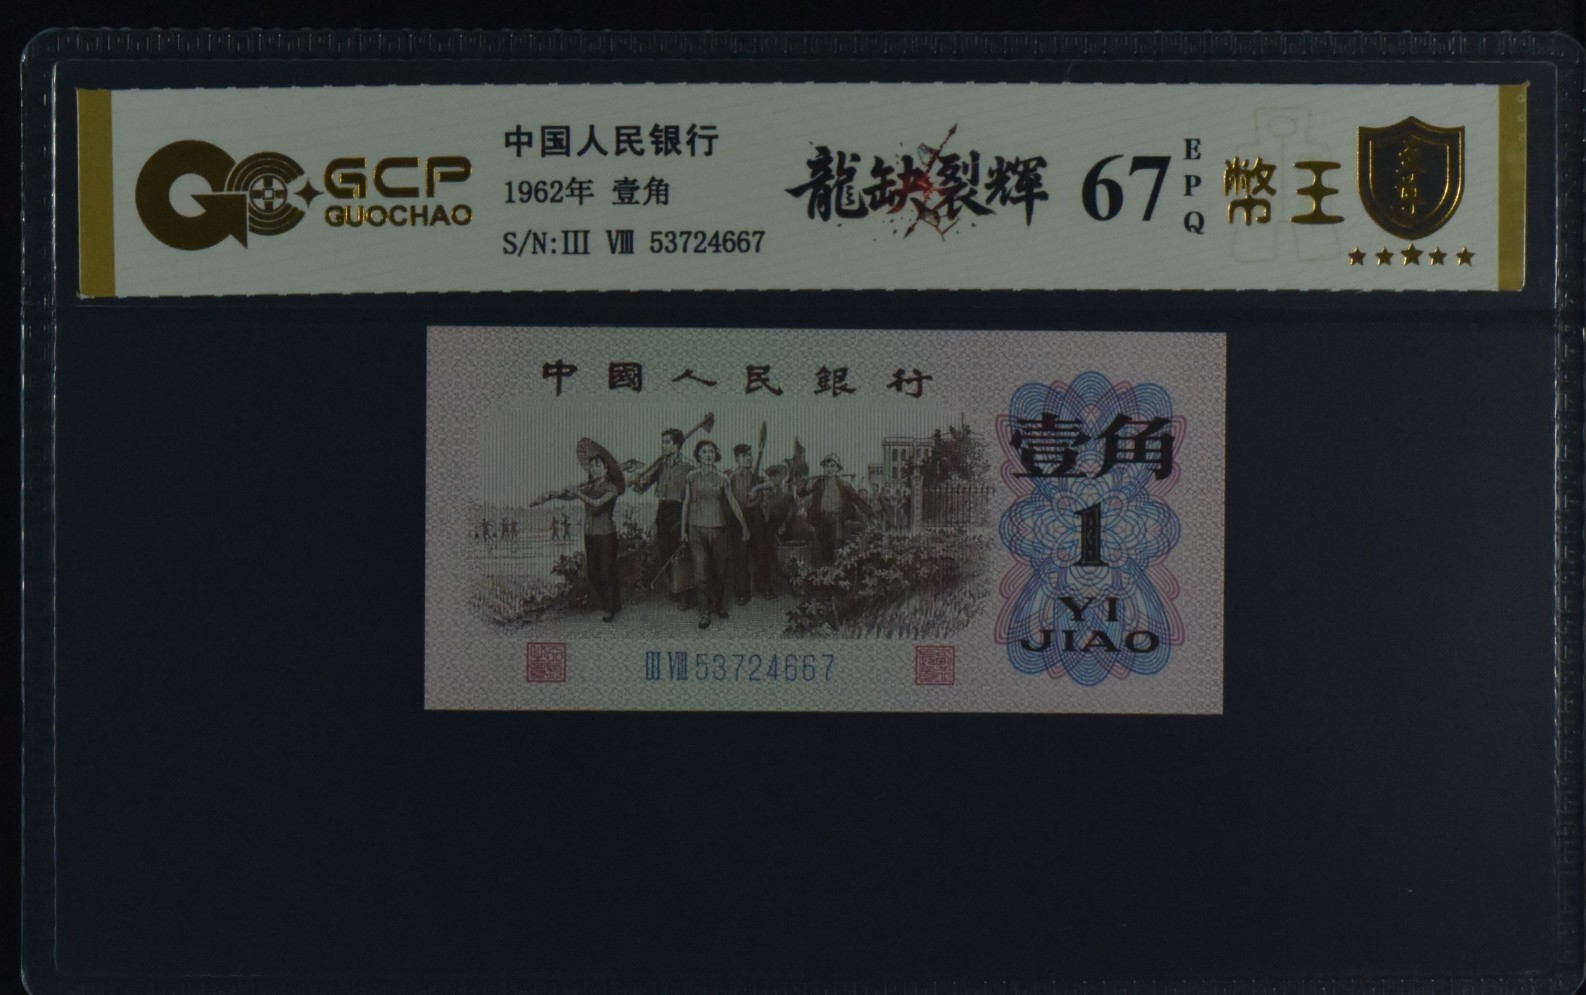 GCP
GUOCHAO
中国人民银行
1962年 壹角
S/N:III VIII 53724667
龍缺裂輝
67
EPQ
幣王
中國人民銀行
壹角
1
YI
JIAO
III VIII 53724667